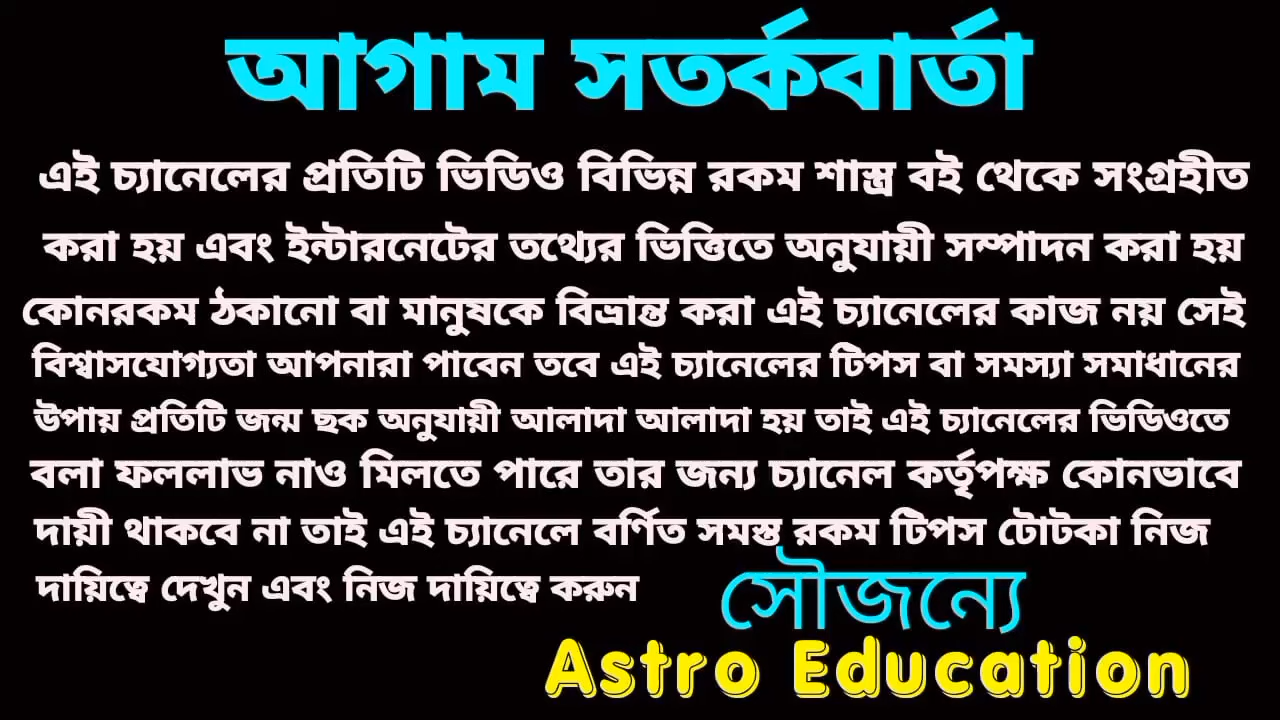 আগাম সতর্কবার্তা
এই চ্যানেলের প্রতিটি ভিডিও বিভিন্ন রকম শাস্ত্র বই থেকে সংগ্রহীত
করা হয় এবং ইন্টারনেটের তথ্যের ভিত্তিতে অনুযায়ী সম্পাদন করা হয়
কোনরকম ঠকানো বা মানুষকে বিভ্রান্ত করা এই চ্যানেলের কাজ নয় সেই
বিশ্বাসযোগ্যতা আপনারা পাবেন তবে এই চ্যানেলের টিপস বা সমস্যা সমাধানের
উপায় প্রতিটি জন্ম ছক অনুযায়ী আলাদা আলাদা হয় তাই এই চ্যানেলের ভিডিওতে
বলা ফললাভ নাও মিলতে পারে তার জন্য চ্যানেল কর্তৃপক্ষ কোনভাবে
দায়ী থাকবে না তাই এই চ্যানেলে বর্ণিত সমস্ত রকম টিপস টোটকা নিজ
দায়িত্বে দেখুন এবং নিজ দায়িত্বে করুন
সৌজন্যে
Astro Education